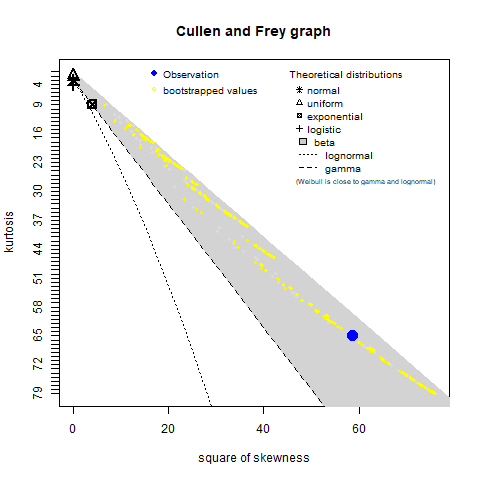 Cullen and Frey graph
Observation
bootstrapped values
Theoretical distributions
normal
uniform
exponential
logistic
beta
lognormal
gamma
(Weibull is close to gamma and lognormal)
kurtosis
4
9
16
23
30
37
44
51
58
65
72
79
0
20
40
60
square of skewness